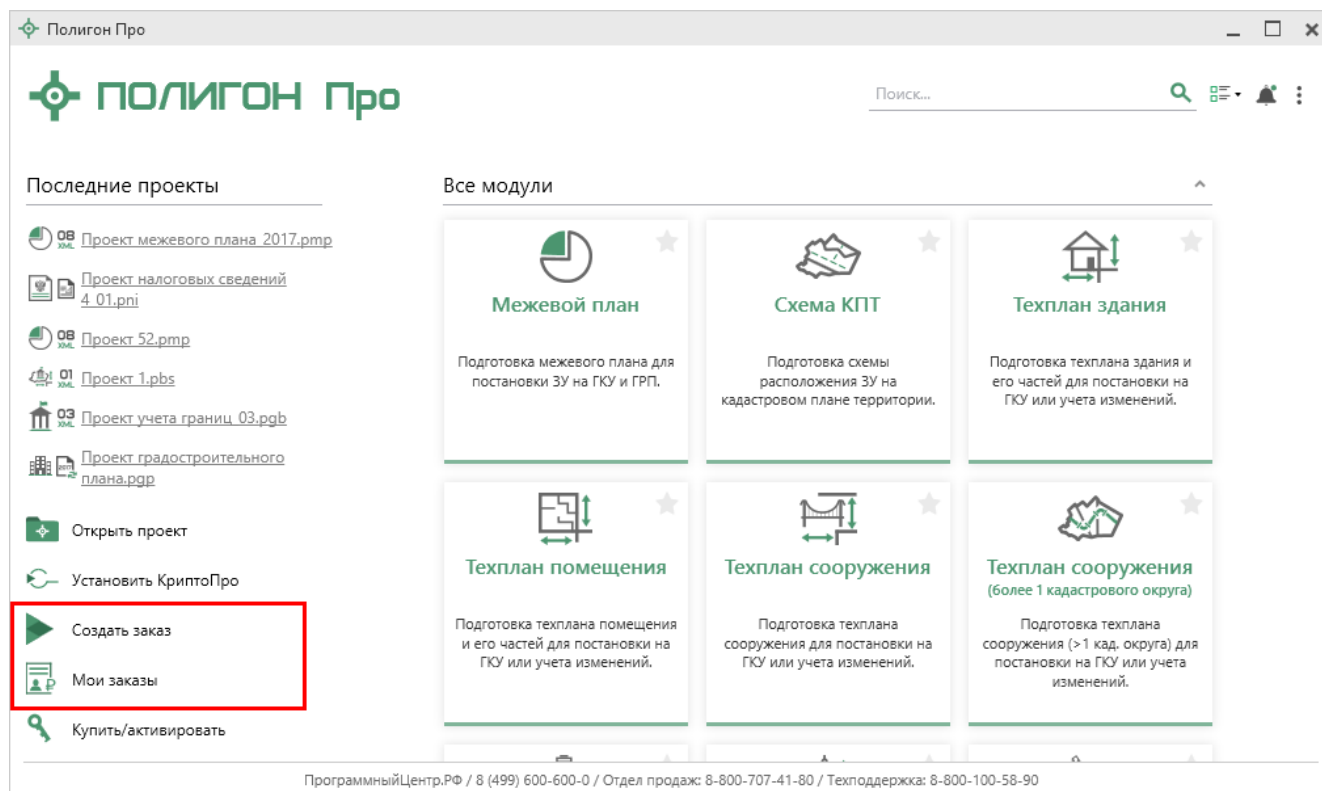 Полигон Про
ПОЛИГОН Про
Поиск...
Последние проекты
08 XML Проект межевого плана_2017.pmp
Проект налоговых сведений
4_01.pni
08 XML Проект 52.pmp
01 XML Проект 1.pbs
03 XML Проект учета границ_03.pgb
Проект градостроительного
плана.pgp
Открыть проект
Установить КриптоПро
Создать заказ
Мои заказы
Купить/активировать
Все модули
Межевой план
Подготовка межевого плана для
постановки ЗУ на ГКУ и ГРП.
Схема КПТ
Подготовка схемы
расположения ЗУ на
кадастровом плане территории.
Техплан здания
Подготовка техплана здания и
его частей для постановки на
ГКУ или учета изменений.
Техплан помещения
Подготовка техплана помещения
и его частей для постановки на
ГКУ или учета изменений.
Техплан сооружения
Подготовка техплана
сооружения для постановки на
ГКУ или учета изменений.
Техплан сооружения
(более 1 кадастрового округа)
Подготовка техплана
сооружения (>1 кад. округа) для
постановки на ГКУ или учета
изменений.
ПрограммныйЦентр.РФ / 8 (499) 600-600-0 / Отдел продаж: 8-800-707-41-80 / Техподдержка: 8-800-100-58-90